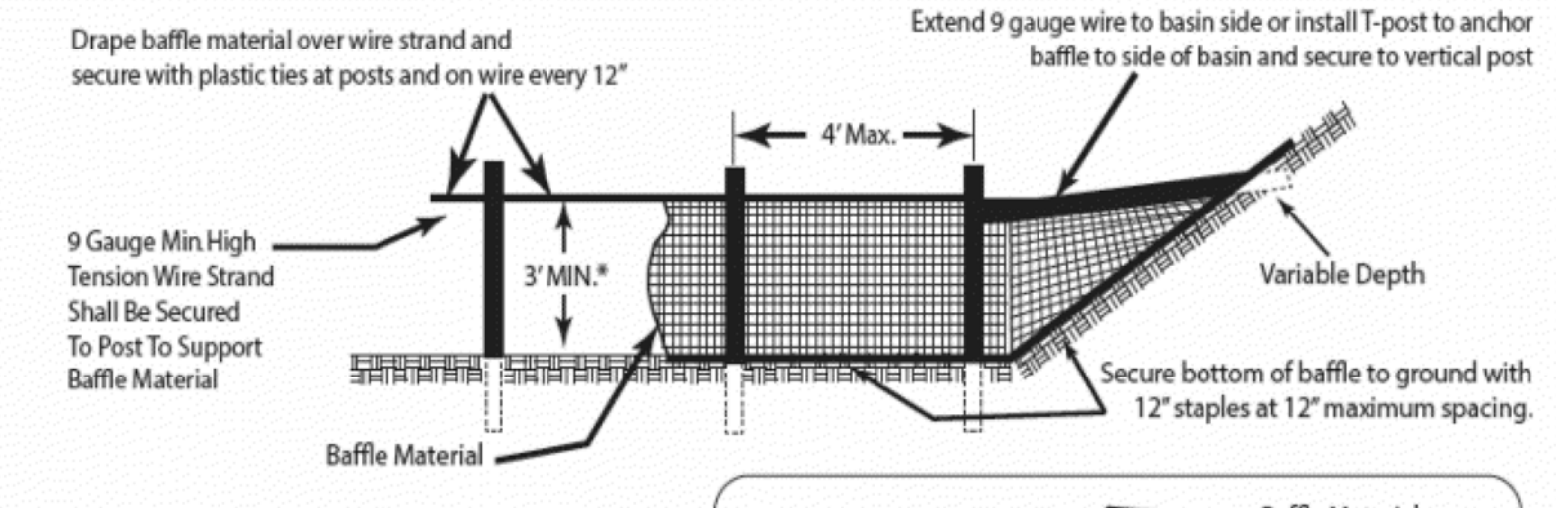 Extend 9 gauge wire to basin side or install T-post to anchor
baffle to side of basin and secure to vertical post
Drape baffle material over wire strand and
secure with plastic ties at posts and on wire every 12"
4' Max.
9 Gauge Min. High
Tension Wire Strand
Shall Be Secured
To Post To Support
Baffle Material
3' MIN.*
Variable Depth
Secure bottom of baffle to ground with
12" staples at 12" maximum spacing.
Baffle Material